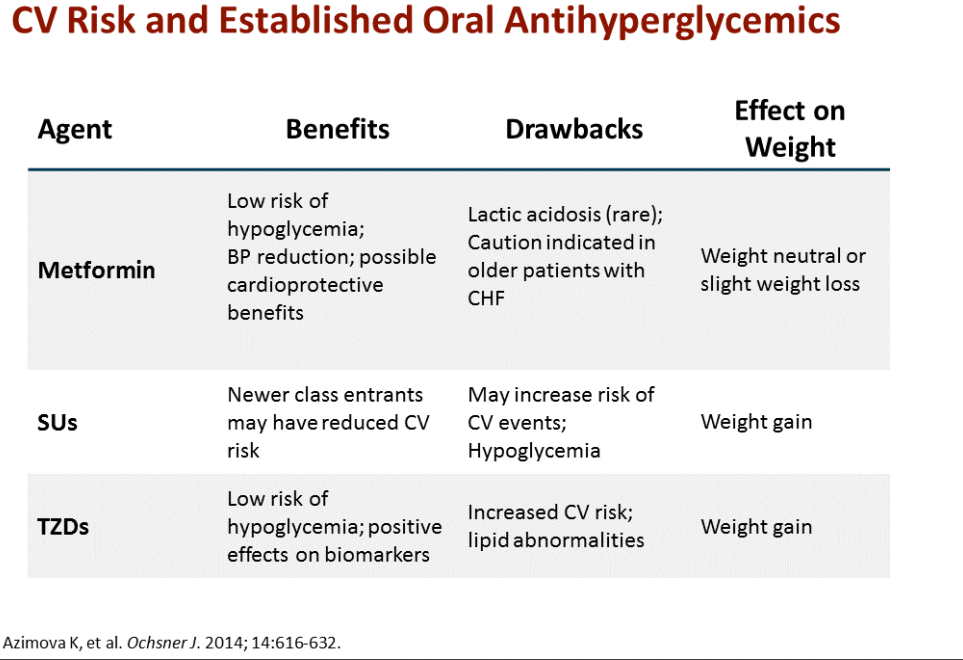 CV Risk and Established Oral Antihyperglycemics
Agent
Benefits
Drawbacks
Effect on
Weight
Metformin
Low risk of
hypoglycemia;
BP reduction; possible
cardioprotective
benefits
Lactic acidosis (rare);
Caution indicated in
older patients with
CHF
Weight neutral or
slight weight loss
SUs
Newer class entrants
may have reduced CV
risk
May increase risk of
CV events;
Hypoglycemia
Weight gain
TZDs
Low risk of
hypoglycemia; positive
effects on biomarkers
Increased CV risk;
lipid abnormalities
Weight gain
Azimova K, et al. Ochsner J. 2014; 14:616-632.